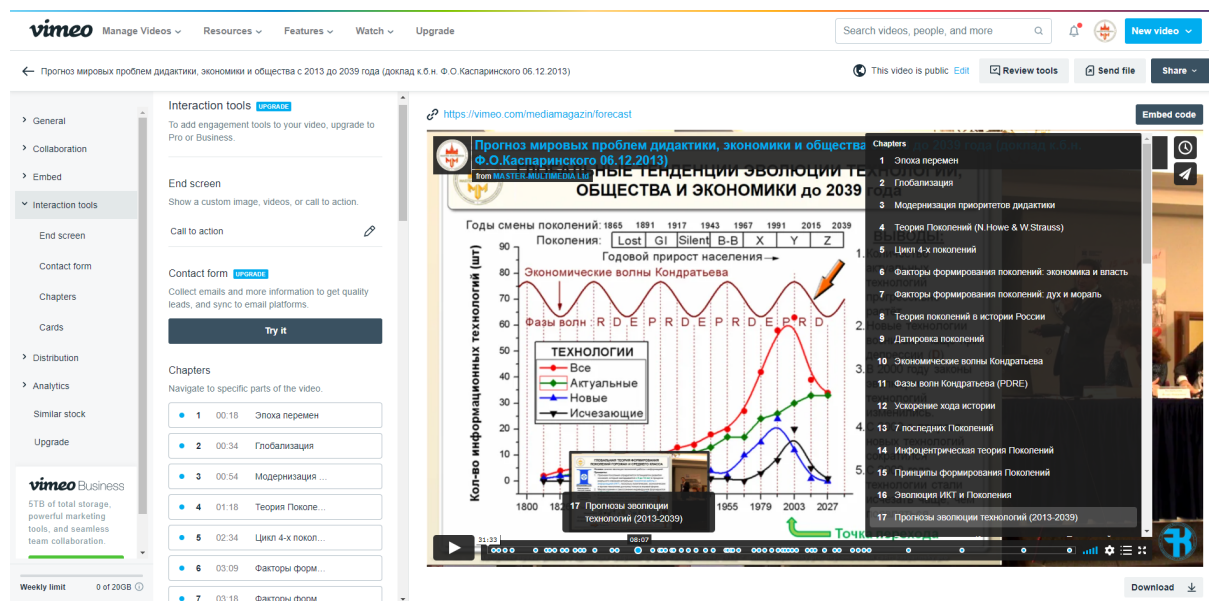 vimeo Manage Videos Resources Features Watch Upgrade Search videos, people, and more New video
Прогноз мировых проблем дидактики, экономики и общества с 2013 до 2039 года (доклад к.б.н. Ф.О.Каспаринского 06.12.2013) This video is public Edit Review tools Send file Share
General
Collaboration
Embed
Interaction tools
End screen
Contact form
Chapters
Cards
Distribution
Analytics
Similar stock
Upgrade
vimeo Business
5TB of total storage,
powerful marketing
tools, and seamless
team collaboration.
Weekly limit 0 of 20GB
Interaction tools UPGRADE
To add engagement tools to your video, upgrade to
Pro or Business.
End screen
Show a custom image, videos, or call to action.
Call to action
Contact form UPGRADE
Collect emails and more information to get quality
leads, and sync to email platforms.
Try it
Chapters
Navigate to specific parts of the video.
1 00:18 Эпоха перемен
2 00:34 Глобализация
3 00:54 Модернизация ...
4 01:18 Теория Поколе...
5 02:34 Цикл 4-х покол...
6 03:09 Факторы форм...
7 03:18 Факторы форм
https://vimeo.com/mediamagazin/forecast
Embed code
Прогноз мировых проблем дидактики, экономики и общества
Ф.О.Каспаринского 06.12.2013)
from MASTER-MULTIMEDIA Ltd
ТЕНДЕНЦИИ ЭВОЛЮЦИИ
ОБЩЕСТВА И ЭКОНОМИКИ до 2039
Годы смены поколений: 1865 1891 1917 1943 1967 1991 2015 2039
Поколения: Lost GI Silent B-B X Y Z
Годовой прирост населения
Экономические волны Кондратьева
Фазы волн: R D E P R D E P R D E P R D
Кол-во информационных технологий (шт)
90
80
70
60
50
40
30
20
10
0
ТЕХНОЛОГИИ
Все
Актуальные
Новые
Исчезающие
1800 1955 1979 2003 2027
17 Прогнозы эволюции
технологий (2013-2039)
31:33
08:07
Chapters
1 Эпоха перемен
2 Глобализация
3 Модернизация приоритетов дидактики
4 Теория Поколений (N.Howe & W.Strauss)
5 Цикл 4-х поколений
6 Факторы формирования поколений: экономика и власть
7 Факторы формирования поколений: дух и мораль
8 Теория поколений в истории России
9 Датировка поколений
10 Экономические волны Кондратьева
11 Фазы волн Кондратьева (PDRE)
12 Ускорение хода истории
13 7 последних Поколений
14 Инфоцентрическая теория Поколений
15 Принципы формирования Поколений
16 Эволюция ИКТ и Поколения
17 Прогнозы эволюции технологий (2013-2039)
Download